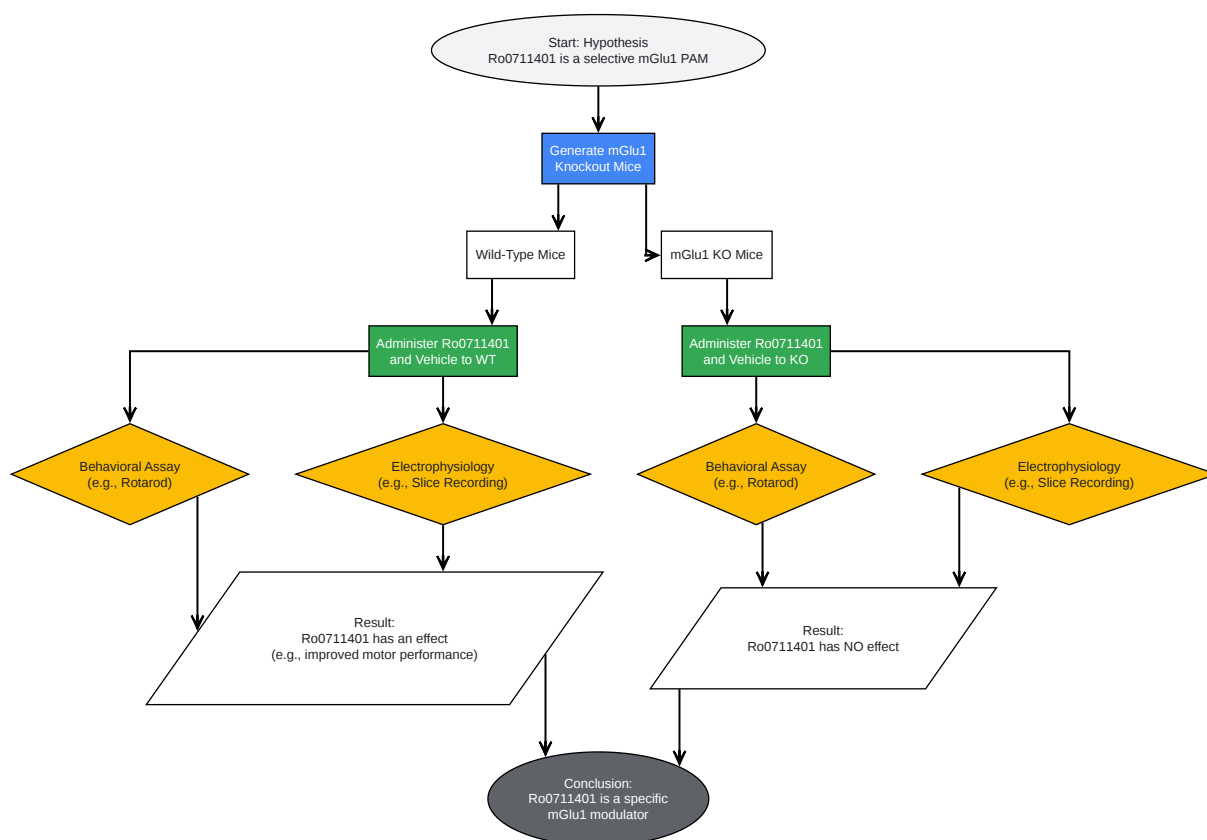 Start: Hypothesis
Ro0711401 is a selective mGlu1 PAM
Generate mGlu1
Knockout Mice
Wild-Type Mice
mGlu1 KO Mice
Administer Ro0711401
and Vehicle to WT
Administer Ro0711401
and Vehicle to KO
Behavioral Assay
(e.g., Rotarod)
Electrophysiology
(e.g., Slice Recording)
Behavioral Assay
(e.g., Rotarod)
Electrophysiology
(e.g., Slice Recording)
Result:
Ro0711401 has an effect
(e.g., improved motor performance)
Result:
Ro0711401 has NO effect
Conclusion:
Ro0711401 is a specific
mGlu1 modulator